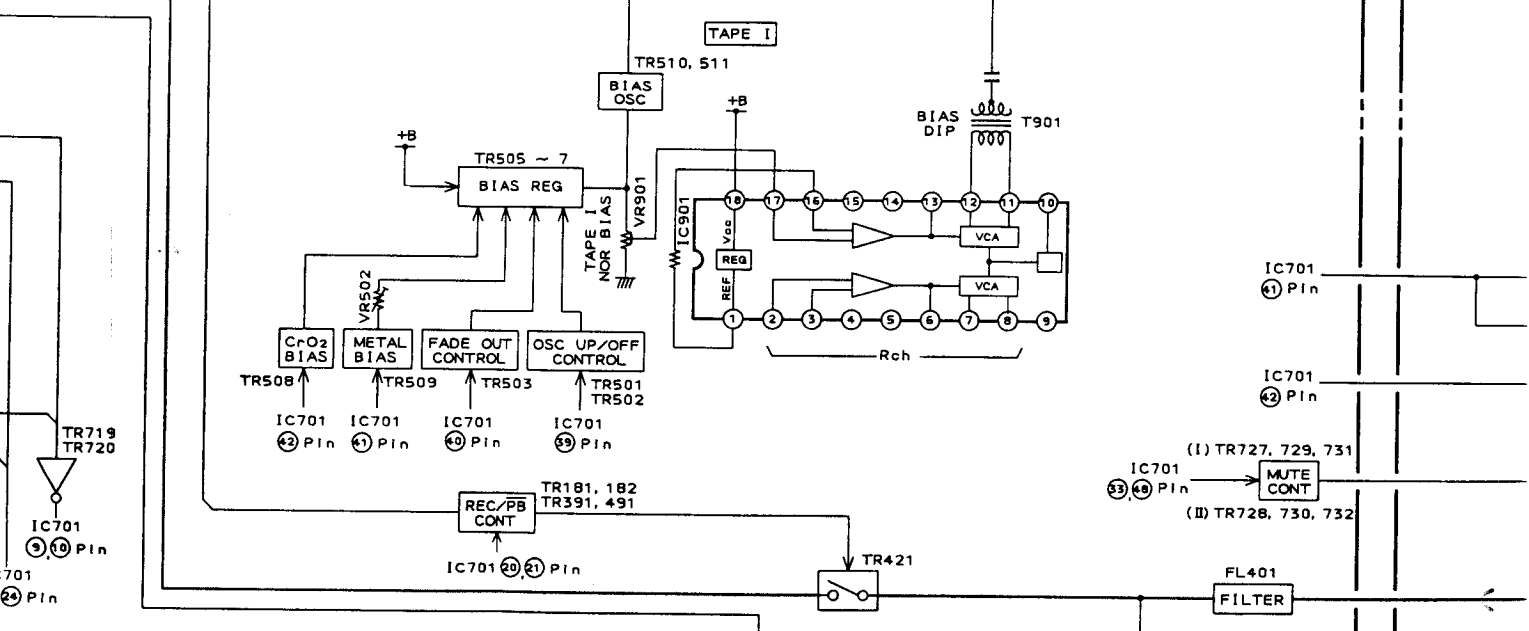 TAPE I
TR510, 511
BIAS
OSC
+B
BIAS
DIP
T901
+B
TR505 ~ 7
BIAS REG
TAPE I
NOR BIAS
VR901
IC901
18 17 16 15 14 13 12 11 10
Vcc
REG
REF
VCA
VCA
1 2 3 4 5 6 7 8 9
Rch
VR502
CrO2
BIAS
METAL
BIAS
FADE OUT
CONTROL
OSC UP/OFF
CONTROL
TR508
TR509
TR503
TR501
TR502
IC701
42 Pin
IC701
41 Pin
IC701
40 Pin
IC701
39 Pin
IC701
41 Pin
IC701
42 Pin
TR719
TR720
IC701
9, 10 Pin
701
24 Pin
REC/PB
CONT
TR181, 182
TR391, 491
IC701 20, 21 Pin
TR421
(I) TR727, 729, 731
IC701
33, 48 Pin
MUTE
CONT
(II) TR728, 730, 732
FL401
FILTER